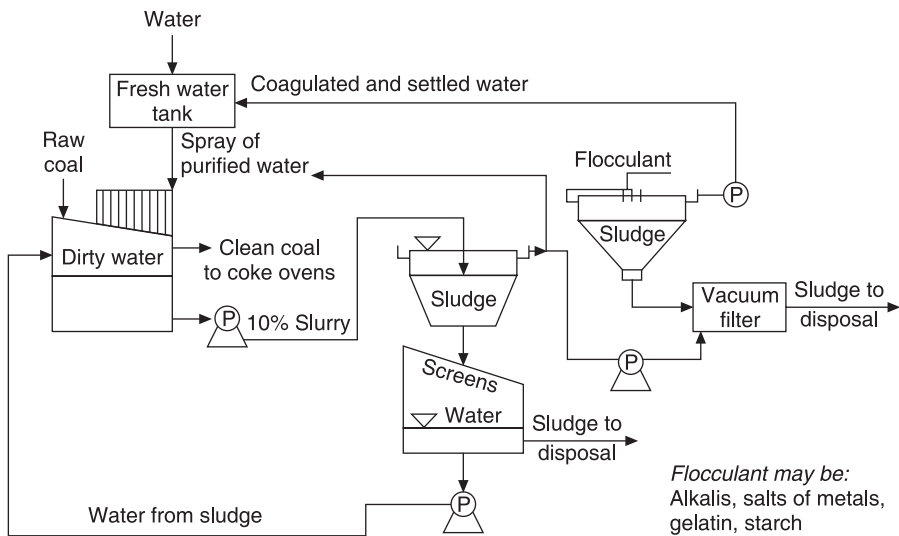 Water
Fresh water
tank
Coagulated and settled water
Raw
coal
Spray of
purified water
Flocculant
P
Dirty water
Clean coal
to coke ovens
Sludge
Sludge
P
10% Slurry
Vacuum
filter
Sludge to
disposal
P
Screens
Water
Sludge to
disposal
Water from sludge
P
Flocculant may be:
Alkalis, salts of metals,
gelatin, starch